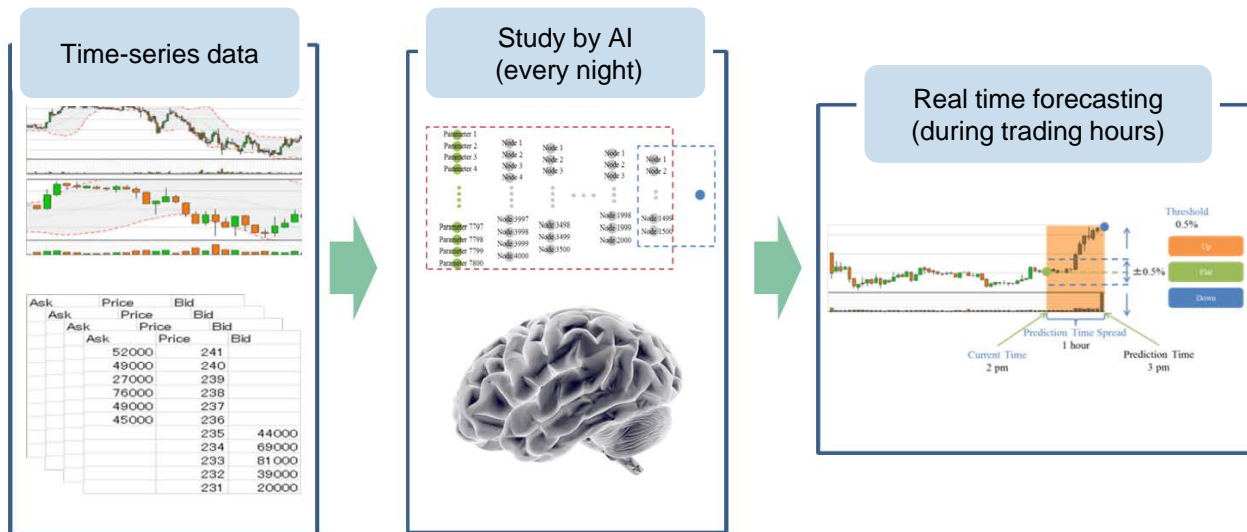 Time-series data
Ask Price Bid
Ask Price Bid
Ask Price Bid
Ask Price Bid
52000 241
49000 240
27000 239
76000 238
49000 237
45000 236
235 44000
234 69000
233 81000
232 39000
231 20000
Study by AI
(every night)
Parameter 1
Parameter 2
Parameter 3
Parameter 4
Parameter 7797
Parameter 7798
Parameter 7799
Parameter 7800
Node 1
Node 2
Node 3
Node 4
Node 3997
Node 3998
Node 3999
Node 4000
Node 1
Node 2
Node 3
Node 3498
Node 3499
Node 3500
Node 1
Node 2
Node 3
Node 1998
Node 1999
Node 2000
Node 1
Node 2
Node 1499
Node 1500
Real time forecasting
(during trading hours)
Threshold
0.5%
Up
Flat
Down
±0.5%
Prediction Time Spread
1 hour
Current Time
2 pm
Prediction Time
3 pm